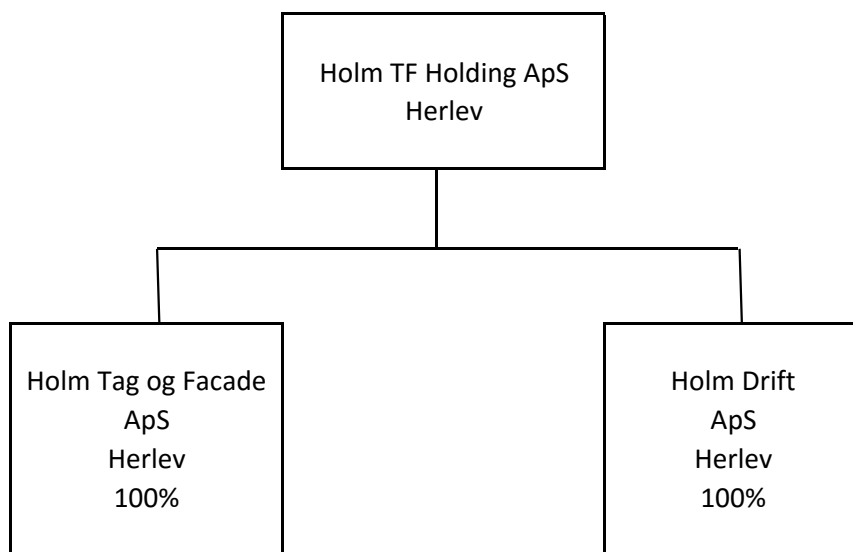 Holm TF Holding ApS
Herlev
Holm Tag og Facade
ApS
Herlev
100%
Holm Drift
ApS
Herlev
100%